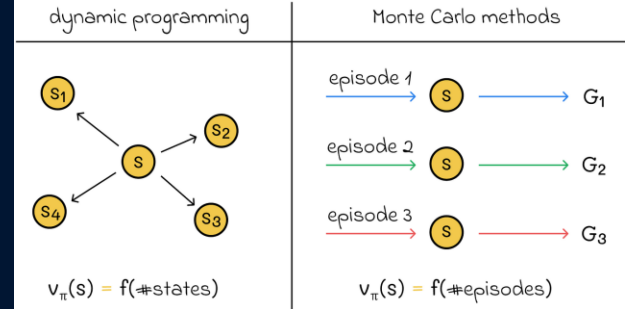 dynamic programming
S1
S2
S
S4
S3
vπ(s) = f(#states)
Monte Carlo methods
episode 1
S
G1
episode 2
S
G2
episode 3
S
G3
vπ(s) = f(#episodes)